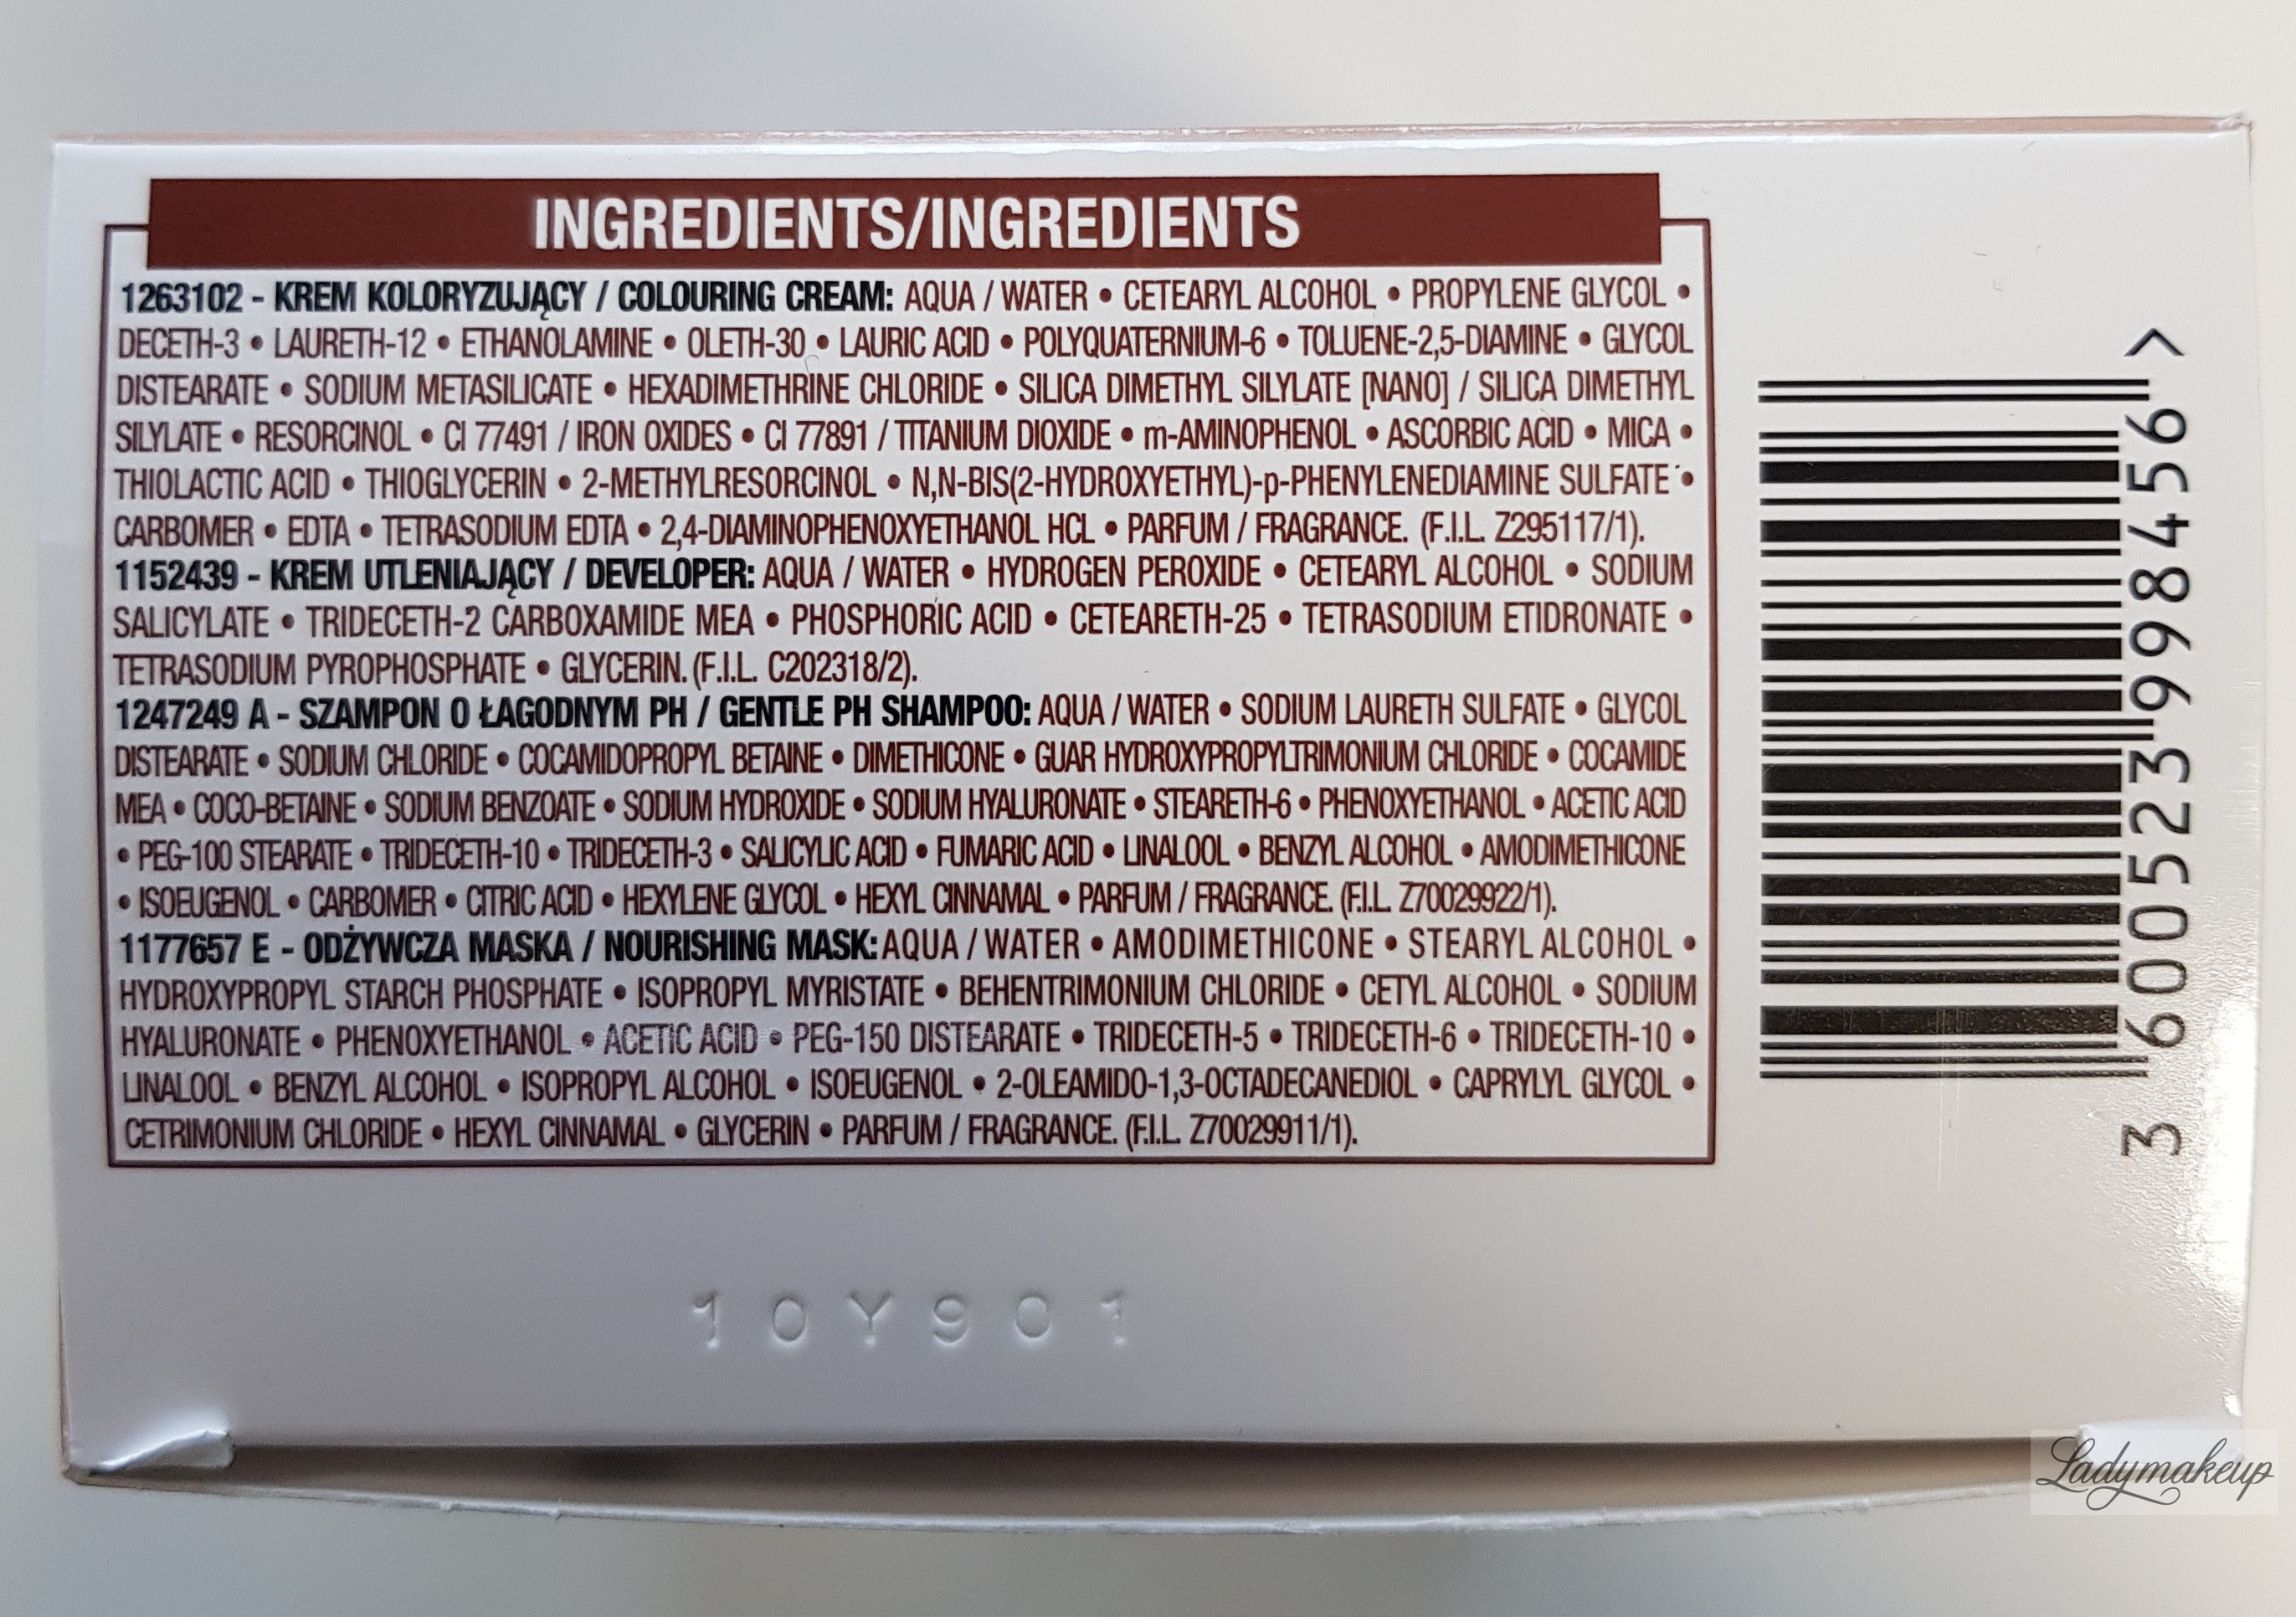 INGREDIENTS/INGREDIENTS
1263102 - KREM KOLORYZUJĄCY / COLOURING CREAM: AQUA / WATER • CETEARYL ALCOHOL • PROPYLENE GLYCOL •
DECETH-3 • LAURETH-12 • ETHANOLAMINE • OLETH-30 • LAURIC ACID • POLYQUATERNIUM-6 • TOLUENE-2,5-DIAMINE • GLYCOL
DISTEARATE • SODIUM METASILICATE • HEXADIMETHRINE CHLORIDE • SILICA DIMETHYL SILYLATE [NANO] / SILICA DIMETHYL
SILYLATE • RESORCINOL • CI 77491 / IRON OXIDES • CI 77891 / TITANIUM DIOXIDE • m-AMINOPHENOL • ASCORBIC ACID • MICA •
THIOLACTIC ACID • THIOGLYCERIN • 2-METHYLRESORCINOL • N,N-BIS(2-HYDROXYETHYL)-p-PHENYLENEDIAMINE SULFATE •
CARBOMER • EDTA • TETRASODIUM EDTA • 2,4-DIAMINOPHENOXYETHANOL HCL • PARFUM / FRAGRANCE. (F.I.L. Z295117/1).
1152439 - KREM UTLENIAJĄCY / DEVELOPER: AQUA / WATER • HYDROGEN PEROXIDE • CETEARYL ALCOHOL • SODIUM
SALICYLATE • TRIDECETH-2 CARBOXAMIDE MEA • PHOSPHORIC ACID • CETEARETH-25 • TETRASODIUM ETIDRONATE •
TETRASODIUM PYROPHOSPHATE • GLYCERIN. (F.I.L. C202318/2).
1247249 A - SZAMPON O ŁAGODNYM PH / GENTLE PH SHAMPOO: AQUA / WATER • SODIUM LAURETH SULFATE • GLYCOL
DISTEARATE • SODIUM CHLORIDE • COCAMIDOPROPYL BETAINE • DIMETHICONE • GUAR HYDROXYPROPYLTRIMONIUM CHLORIDE • COCAMIDE
MEA • COCO-BETAINE • SODIUM BENZOATE • SODIUM HYDROXIDE • SODIUM HYALURONATE • STEARETH-6 • PHENOXYETHANOL • ACETIC ACID
• PEG-100 STEARATE • TRIDECETH-10 • TRIDECETH-3 • SALICYLIC ACID • FUMARIC ACID • LINALOOL • BENZYL ALCOHOL • AMODIMETHICONE
• ISOEUGENOL • CARBOMER • CITRIC ACID • HEXYLENE GLYCOL • HEXYL CINNAMAL • PARFUM / FRAGRANCE. (F.I.L. Z70029922/1).
1177657 E - ODŻYWCZA MASKA / NOURISHING MASK: AQUA / WATER • AMODIMETHICONE • STEARYL ALCOHOL •
HYDROXYPROPYL STARCH PHOSPHATE • ISOPROPYL MYRISTATE • BEHENTRIMONIUM CHLORIDE • CETYL ALCOHOL • SODIUM
HYALURONATE • PHENOXYETHANOL • ACETIC ACID • PEG-150 DISTEARATE • TRIDECETH-5 • TRIDECETH-6 • TRIDECETH-10 •
LINALOOL • BENZYL ALCOHOL • ISOPROPYL ALCOHOL • ISOEUGENOL • 2-OLEAMIDO-1,3-OCTADECANEDIOL • CAPRYLYL GLYCOL •
CETRIMONIUM CHLORIDE • HEXYL CINNAMAL • GLYCERIN • PARFUM / FRAGRANCE. (F.I.L. Z70029911/1).
3 600523 998456 >
10Y901
Ladymakeup